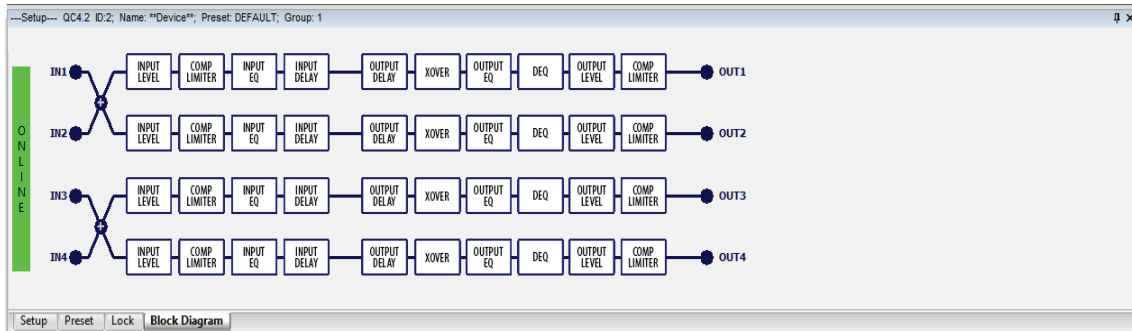 ---Setup--- QC4.2 ID:2; Name: **Device**; Preset: DEFAULT; Group: 1
ONLINE
IN1 INPUT LEVEL COMP LIMITER INPUT EQ INPUT DELAY OUTPUT DELAY XOVER OUTPUT EQ DEQ OUTPUT LEVEL COMP LIMITER OUT1
+
IN2 INPUT LEVEL COMP LIMITER INPUT EQ INPUT DELAY OUTPUT DELAY XOVER OUTPUT EQ DEQ OUTPUT LEVEL COMP LIMITER OUT2
IN3 INPUT LEVEL COMP LIMITER INPUT EQ INPUT DELAY OUTPUT DELAY XOVER OUTPUT EQ DEQ OUTPUT LEVEL COMP LIMITER OUT3
+
IN4 INPUT LEVEL COMP LIMITER INPUT EQ INPUT DELAY OUTPUT DELAY XOVER OUTPUT EQ DEQ OUTPUT LEVEL COMP LIMITER OUT4
Setup Preset Lock Block Diagram